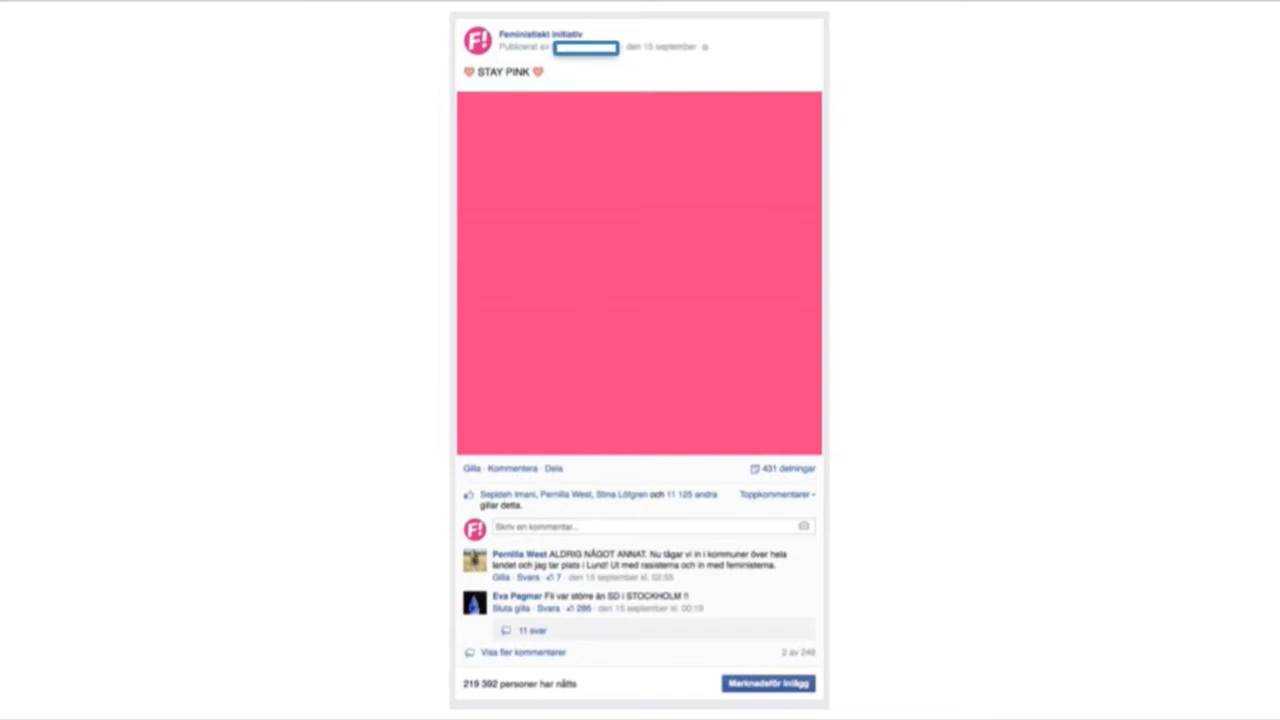 F!
Feministiskt initiativ
Publicerat av · den 15 september
STAY PINK
Gilla · Kommentera · Dela
431 delningar
Sepideh Imani, Pernilla West, Stina Löfgren och 11 125 andra
gillar detta.
Toppkommentarer
F!
Skriv en kommentar...
Pernilla West ALDRIG NÅGOT ANNAT. Nu tågar vi in i kommuner över hela
landet och jag tar plats i Lund! Ut med rasisterna och in med feministerna.
Gilla · Svara · 7 · den 15 september kl. 02:55
Eva Pagmar F!i var större än SD i STOCKHOLM !!
Sluta gilla · Svara · 286 · den 15 september kl. 00:19
11 svar
Visa fler kommentarer
2 av 248
219 392 personer har nåtts
Marknadsför inlägg